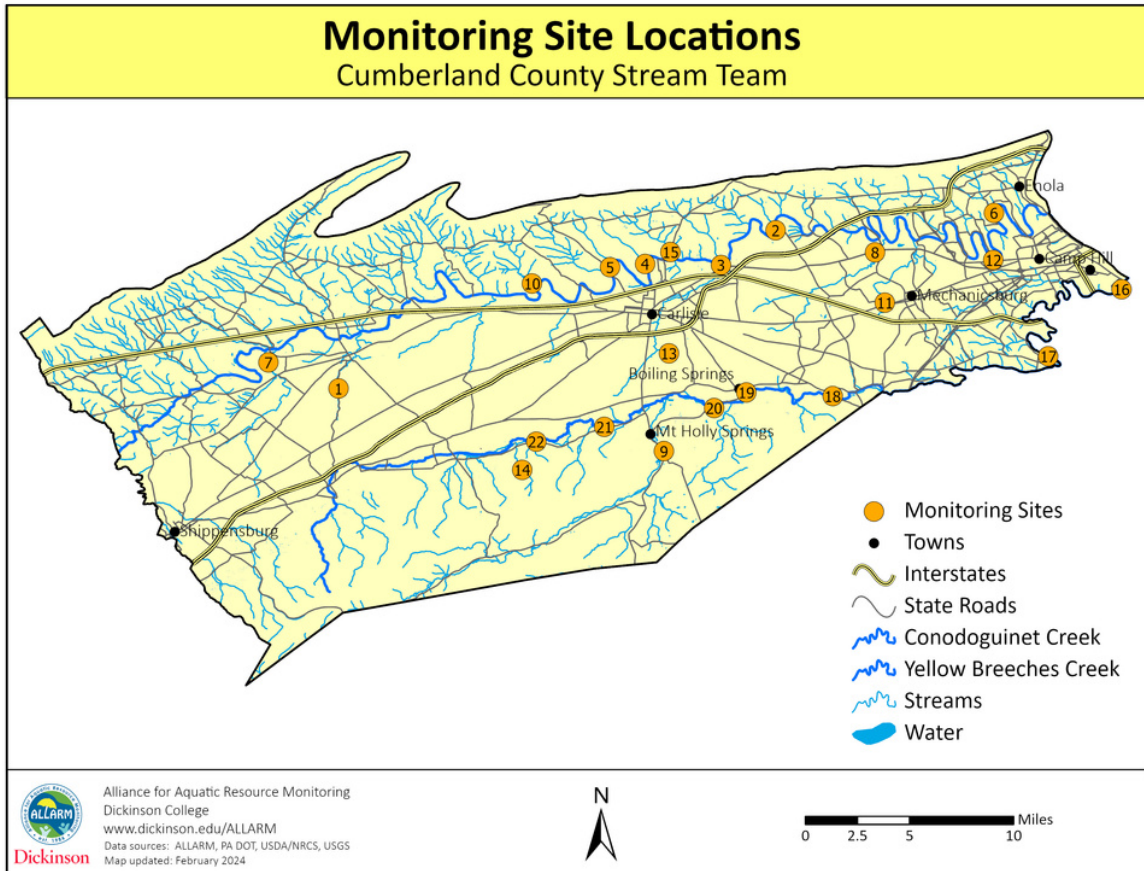 Monitoring Site Locations
Cumberland County Stream Team
Enola
6
2
15
8
12
Camp Hill
4
3
5
10
16
11
Mechanicsburg
Carlisle
13
17
7
Boiling Springs
1
19
18
20
21
Mt Holly Springs
22
9
14
Shippensburg
Monitoring Sites
Towns
Interstates
State Roads
Conodoguinet Creek
Yellow Breeches Creek
Streams
Water
ALLARM
Dickinson
Alliance for Aquatic Resource Monitoring
Dickinson College
www.dickinson.edu/ALLARM
Data sources: ALLARM, PA DOT, USDA/NRCS, USGS
Map updated: February 2024
N
Miles
0 2.5 5 10